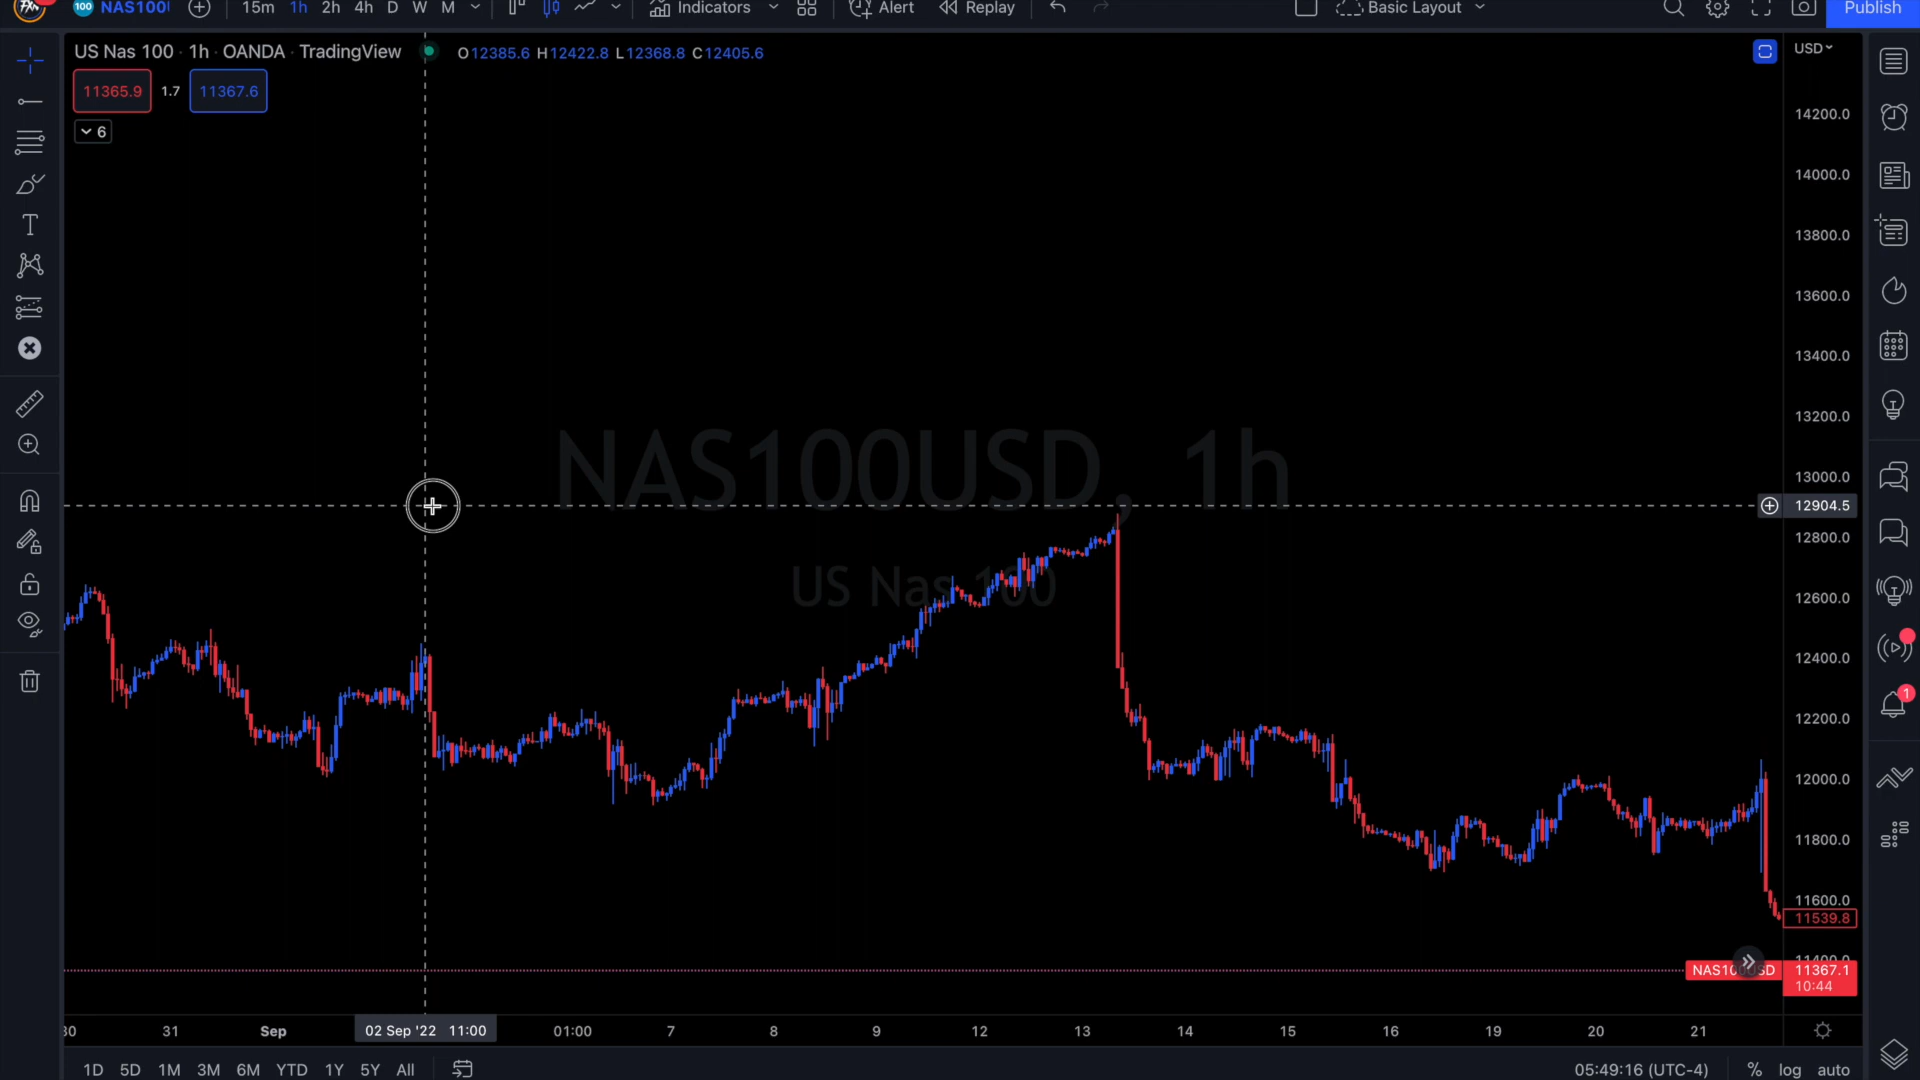 100 NAS100 15m 1h 2h 4h D W M Indicators Alert Replay Basic Layout Publish
US Nas 100 · 1h · OANDA · TradingView O12385.6 H12422.8 L12368.8 C12405.6 USD
11365.9 1.7 11367.6
6
14200.0
14000.0
13800.0
13600.0
13400.0
13200.0
NAS100USD, 1h
13000.0
12904.5
12800.0
US Nas 100
12600.0
12400.0
12200.0
12000.0
11800.0
11600.0
11539.8
NAS100USD 11367.1
10:44
30 31 Sep 02 Sep '22 11:00 01:00 7 8 9 12 13 14 15 16 19 20 21
1D 5D 1M 3M 6M YTD 1Y 5Y All 05:49:16 (UTC-4) % log auto
1